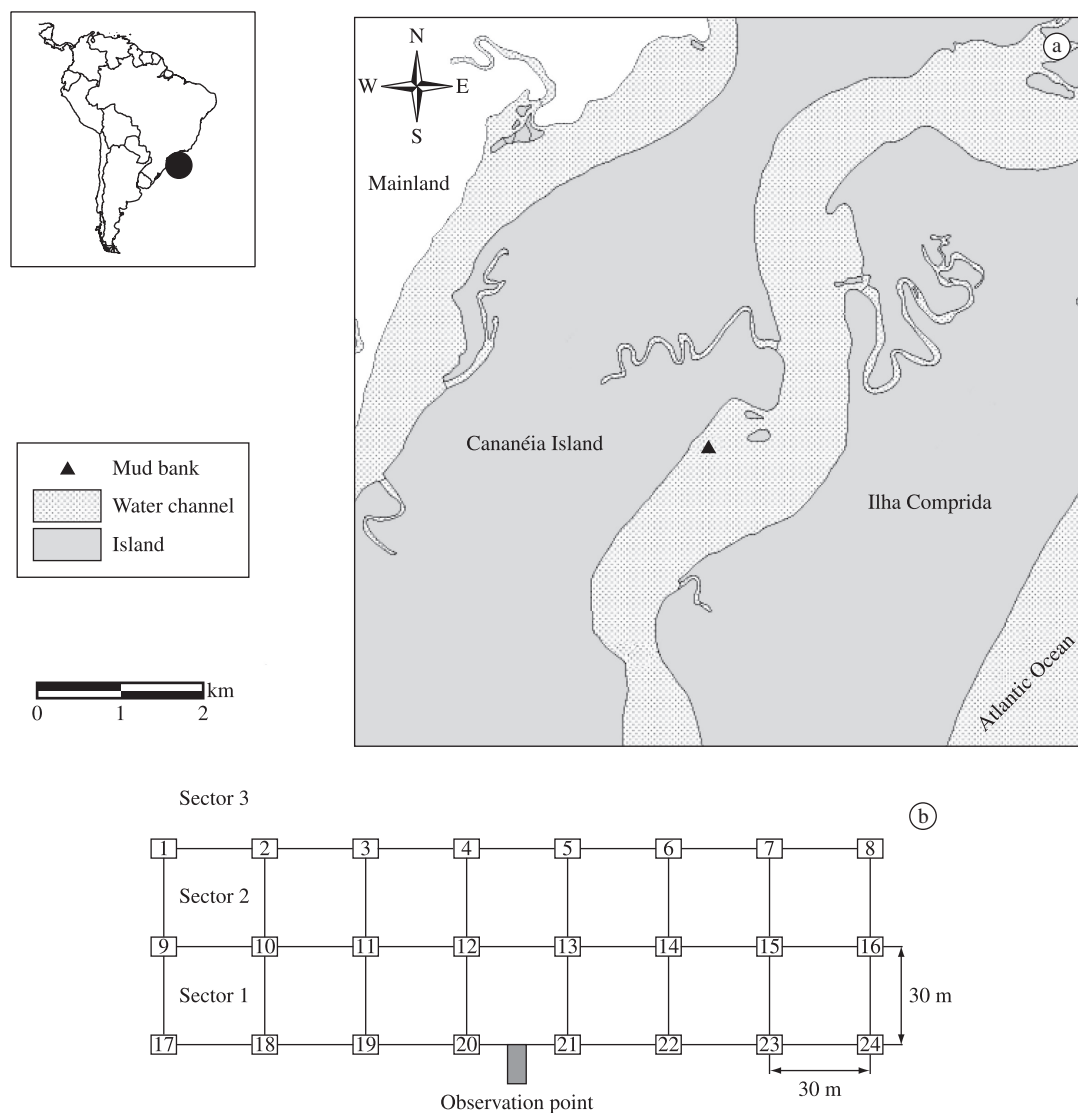 a
N
W E
S
Mainland
Cananéia Island
Ilha Comprida
Atlantic Ocean
Mud bank
Water channel
Island
km
0 1 2
b
Sector 3
1 2 3 4 5 6 7 8
Sector 2
9 10 11 12 13 14 15 16
Sector 1
30 m
17 18 19 20 21 22 23 24
30 m
Observation point